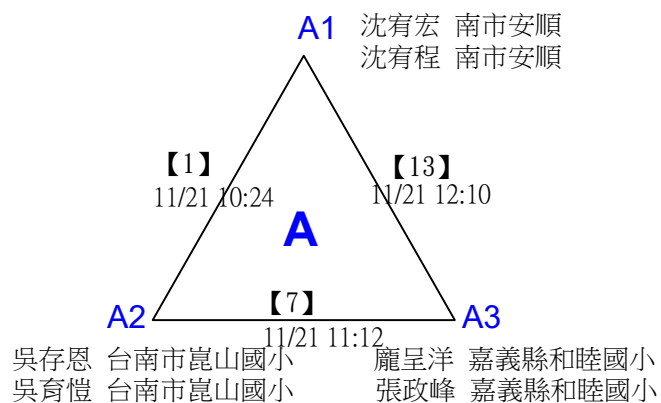 A1 沈宥宏 南市安順
沈宥程 南市安順
【1】
11/21 10:24
【13】
11/21 12:10
A
【7】
11/21 11:12
A2
A3
吳存恩 台南市崑山國小
吳育愷 台南市崑山國小
龐呈洋 嘉義縣和睦國小
張政峰 嘉義縣和睦國小